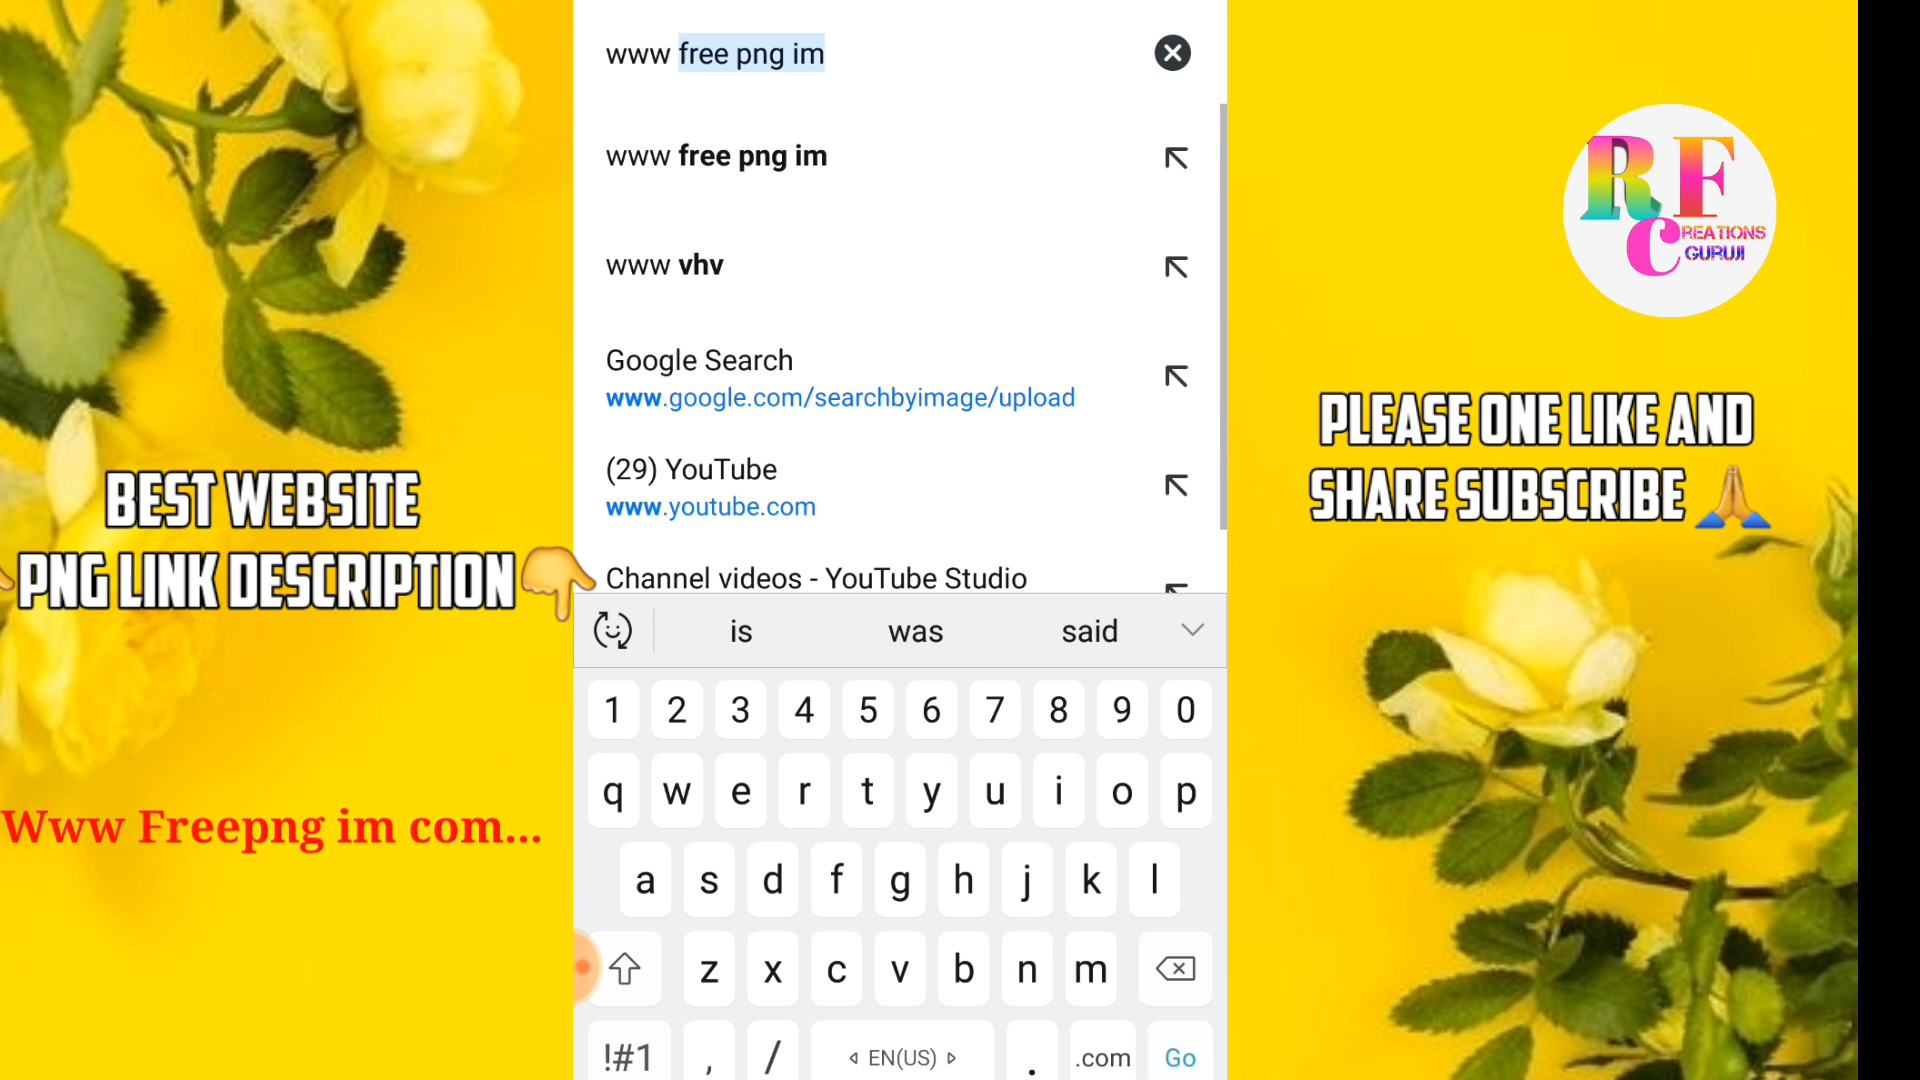 www free png im
www free png im
www vhv
Google Search
www.google.com/searchbyimage/upload
(29) YouTube
www.youtube.com
Channel videos - YouTube Studio
is was said
1 2 3 4 5 6 7 8 9 0
q w e r t y u i o p
a s d f g h j k l
z x c v b n m
!#1 , / EN(US) . .com Go
BEST WEBSITE
PNG LINK DESCRIPTION
Www Freepng im com...
R F
CREATIONS
GURUJI
PLEASE ONE LIKE AND
SHARE SUBSCRIBE